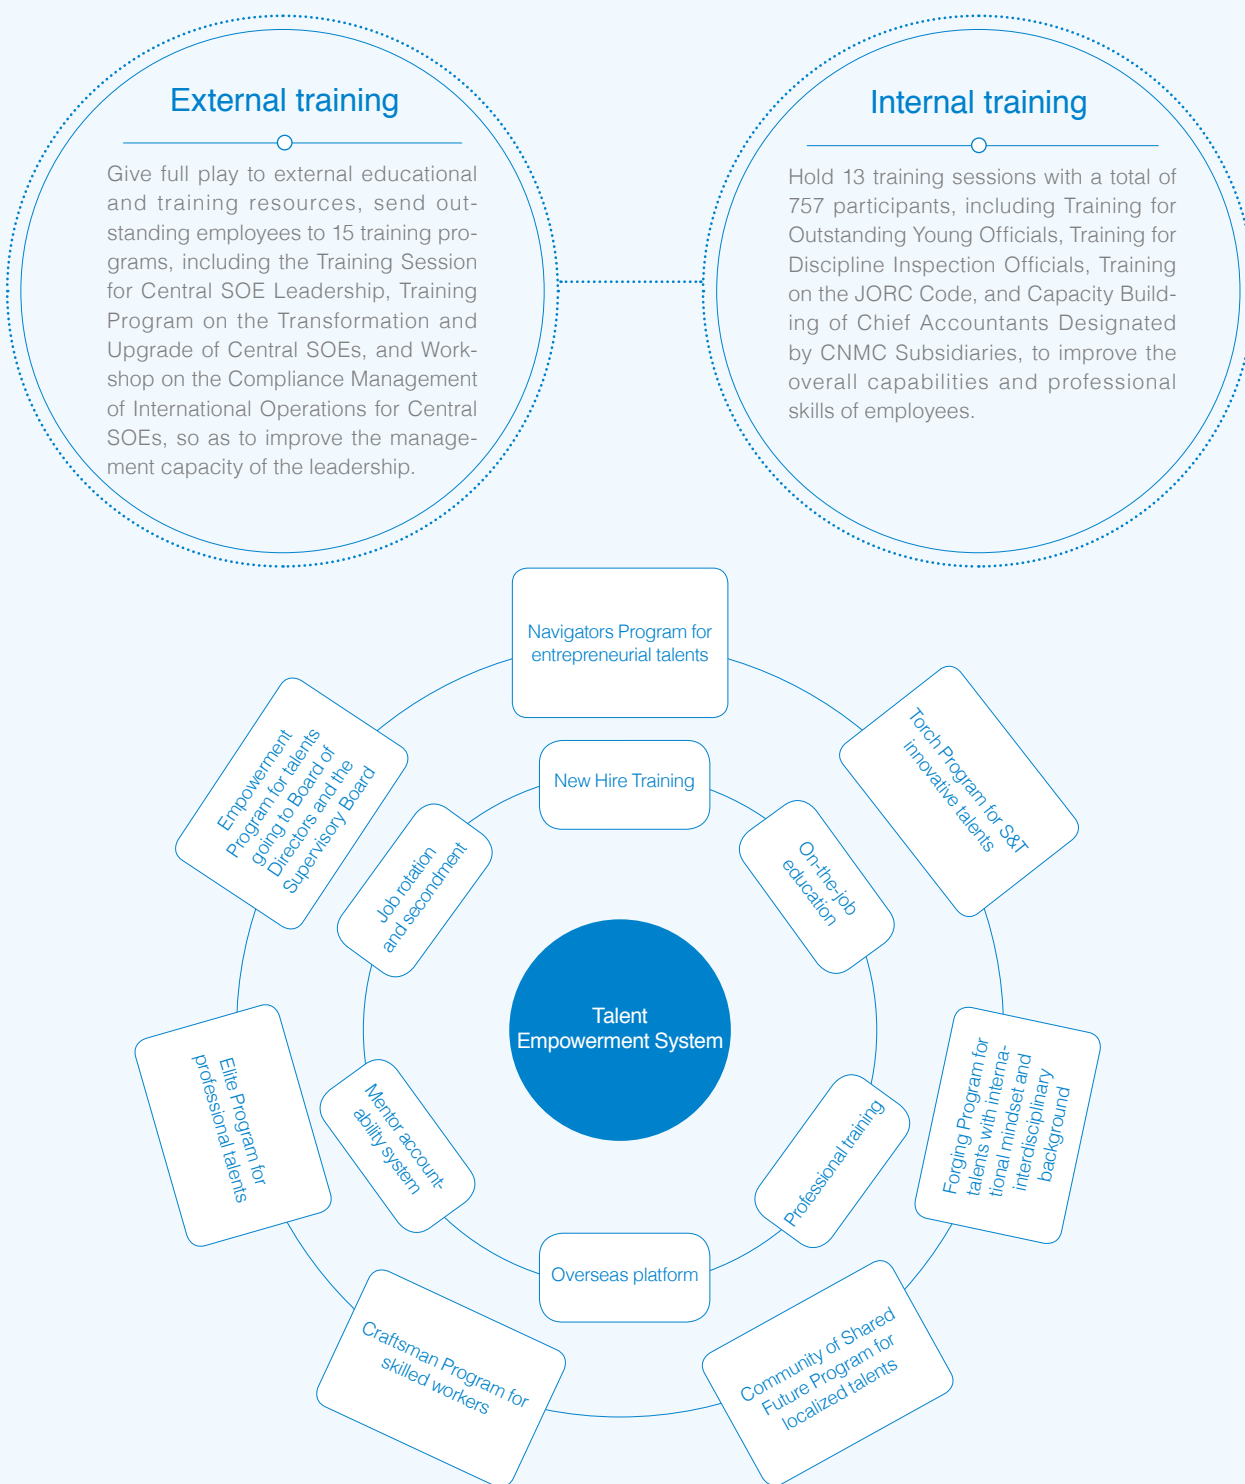 External training
Give full play to external educational
and training resources, send out-
standing employees to 15 training pro-
grams, including the Training Session
for Central SOE Leadership, Training
Program on the Transformation and
Upgrade of Central SOEs, and Work-
shop on the Compliance Management
of International Operations for Central
SOEs, so as to improve the manage-
ment capacity of the leadership.
Internal training
Hold 13 training sessions with a total of
757 participants, including Training for
Outstanding Young Officials, Training for
Discipline Inspection Officials, Training
on the JORC Code, and Capacity Build-
ing of Chief Accountants Designated
by CNMC Subsidiaries, to improve the
overall capabilities and professional
skills of employees.
Navigators Program for
entrepreneurial talents
Torch Program for S&T
innovative talents
Forging Program for
talents with interna-
tional mindset and
interdisciplinary
background
Community of Shared
Future Program for
localized talents
Craftsman Program for
skilled workers
Elite Program for
professional talents
Empowerment
Program for talents
going to Board of
Directors and the
Supervisory Board
New Hire Training
On-the-job
education
Professional training
Overseas platform
Mentor account-
ability system
Job rotation
and secondment
Talent
Empowerment System